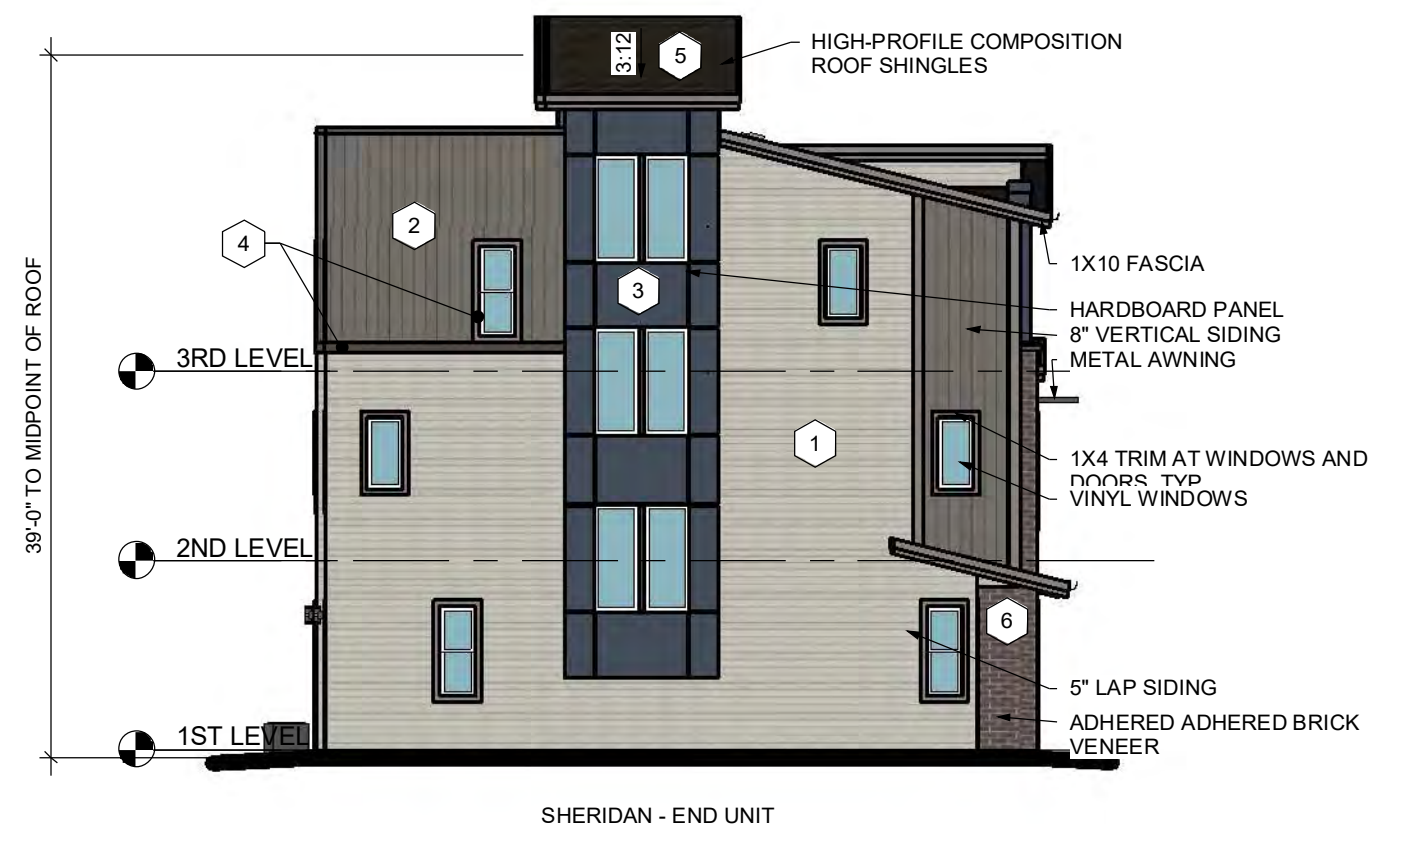 HIGH-PROFILE COMPOSITION
ROOF SHINGLES
3:12
5
2
4
3
1
6
1X10 FASCIA
HARDBOARD PANEL
8" VERTICAL SIDING
METAL AWNING
1X4 TRIM AT WINDOWS AND
DOORS, TYP
VINYL WINDOWS
5" LAP SIDING
ADHERED ADHERED BRICK
VENEER
3RD LEVEL
2ND LEVEL
1ST LEVEL
39'-0" TO MIDPOINT OF ROOF
SHERIDAN - END UNIT